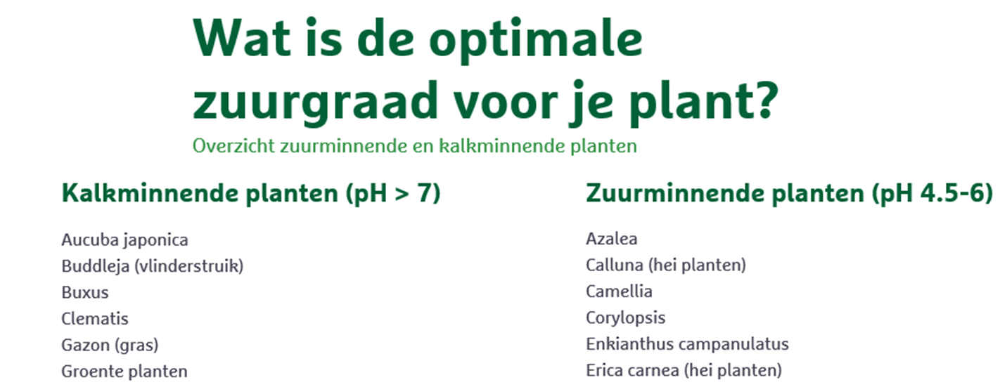 Wat is de optimale
zuurgraad voor je plant?
Overzicht zuurminnende en kalkminnende planten
Kalkminnende planten (pH > 7)
Aucuba japonica
Buddleja (vlinderstruik)
Buxus
Clematis
Gazon (gras)
Groente planten
Zuurminnende planten (pH 4.5-6)
Azalea
Calluna (hei planten)
Camellia
Corylopsis
Enkianthus campanulatus
Erica carnea (hei planten)